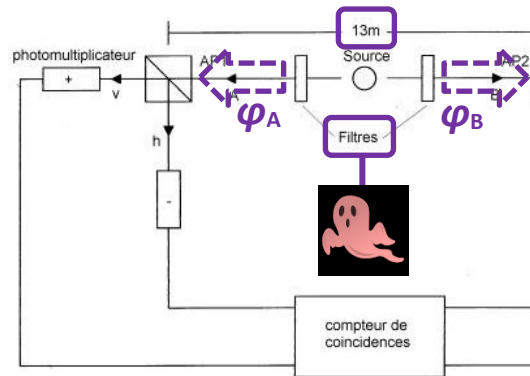 13m
photomultiplicateur
AP1
Source
AP2
+
v
A
B
φA
φB
h
Filtres
-
compteur de
coincidences